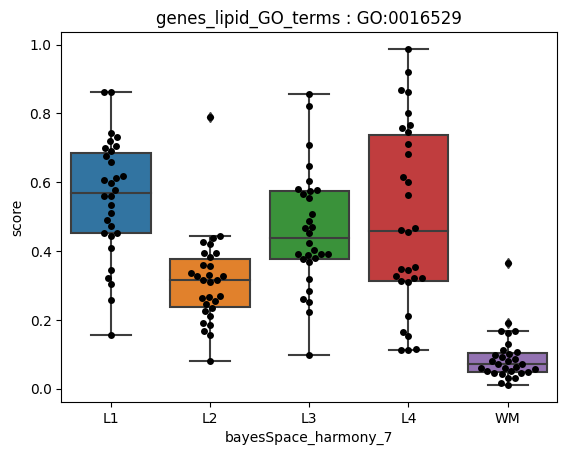 genes_lipid_GO_terms : GO:0016529
1.0
0.8
0.6
0.4
0.2
0.0
score
L1 L2 L3 L4 WM
bayesSpace_harmony_7